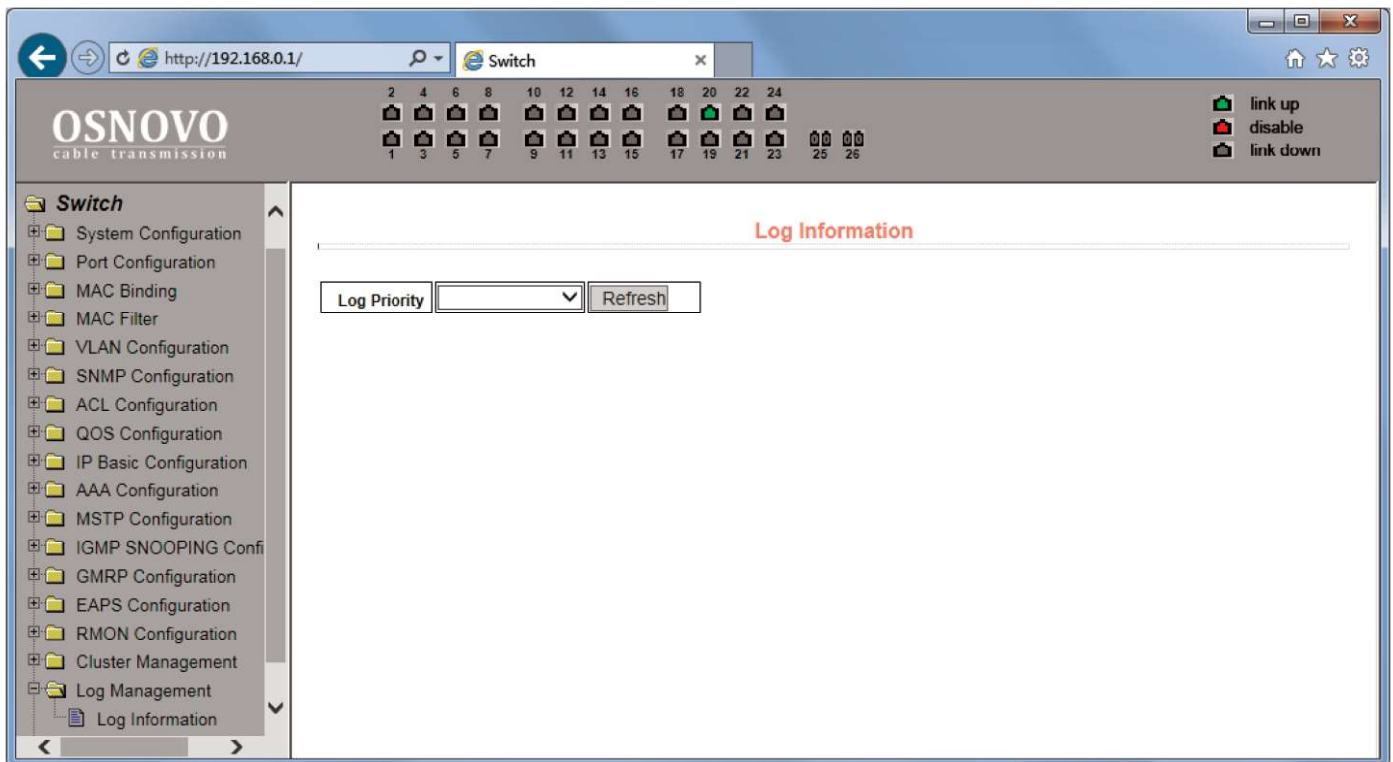 http://192.168.0.1/
Switch
OSNOVO
cable transmission
2 4 6 8 10 12 14 16 18 20 22 24
1 3 5 7 9 11 13 15 17 19 21 23 25 26
link up
disable
link down
Switch
System Configuration
Port Configuration
MAC Binding
MAC Filter
VLAN Configuration
SNMP Configuration
ACL Configuration
QOS Configuration
IP Basic Configuration
AAA Configuration
MSTP Configuration
IGMP SNOOPING Confi
GMRP Configuration
EAPS Configuration
RMON Configuration
Cluster Management
Log Management
Log Information
Log Information
Log Priority
Refresh